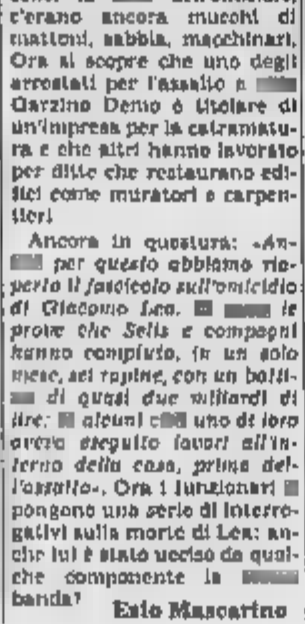 c'erano ancora mucchi di
mattoni, sabbia, macchinari,
Ora si scopre che uno degli
arrestati per l'assalto a
Garzino Demo è titolare di
un'impresa per la catramatu-
ra e che altri hanno lavorato
per ditte che restaurano edi-
fici come muratori e carpen-
tieri
Ancora in questura: «An-
per questo abbiamo ria-
perto il fascicolo sull'omicidio
di Giacomo Lea. le
prove che Selis e compagni
hanno compiuto, in un solo
mese, sei rapine, con un botti-
di quasi due miliardi di
lire: alcuni uno di loro
aveva eseguito lavori all'in-
terno della casa, prima del-
l'assalto». Ora i funzionari
pongono una serie di interro-
gativi sulla morte di Lea: an-
che lui è stato ucciso da qual-
che componente la
banda?
Ezio Mascarino